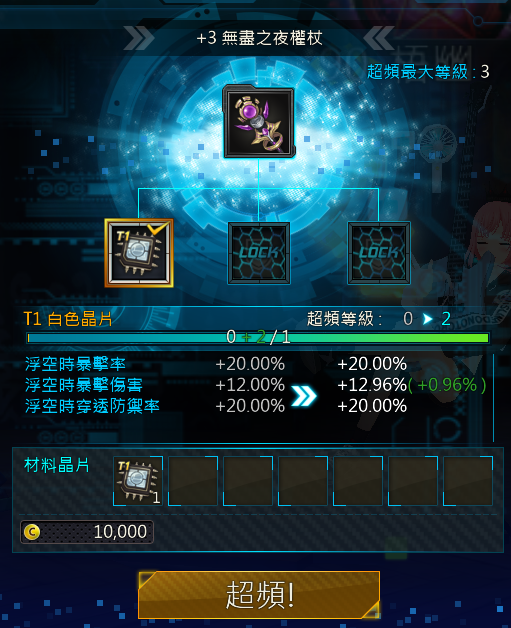 +3 無盡之夜權杖
超頻最大等級 : 3
T1
LOCK
LOCK
T1 白色晶片
超頻等級 : 0 2
0 + 2 / 1
浮空時暴擊率 +20.00% +20.00%
浮空時暴擊傷害 +12.00% +12.96%( +0.96% )
浮空時穿透防禦率 +20.00% +20.00%
材料晶片
T1
1
C 10,000
超頻!